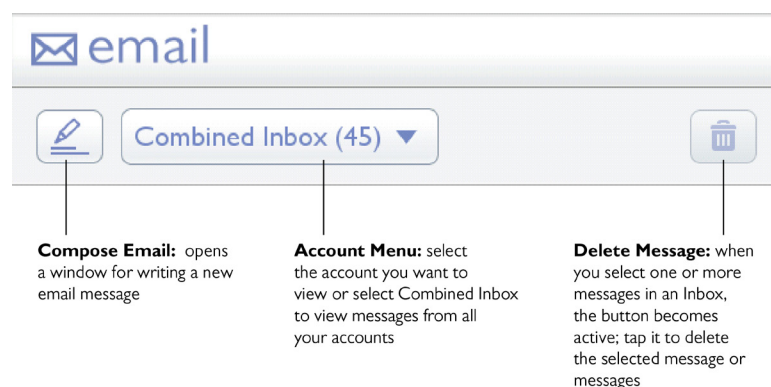 email
Combined Inbox (45)
Compose Email: opens
a window for writing a new
email message
Account Menu: select
the account you want to
view or select Combined Inbox
to view messages from all
your accounts
Delete Message: when
you select one or more
messages in an Inbox,
the button becomes
active; tap it to delete
the selected message or
messages